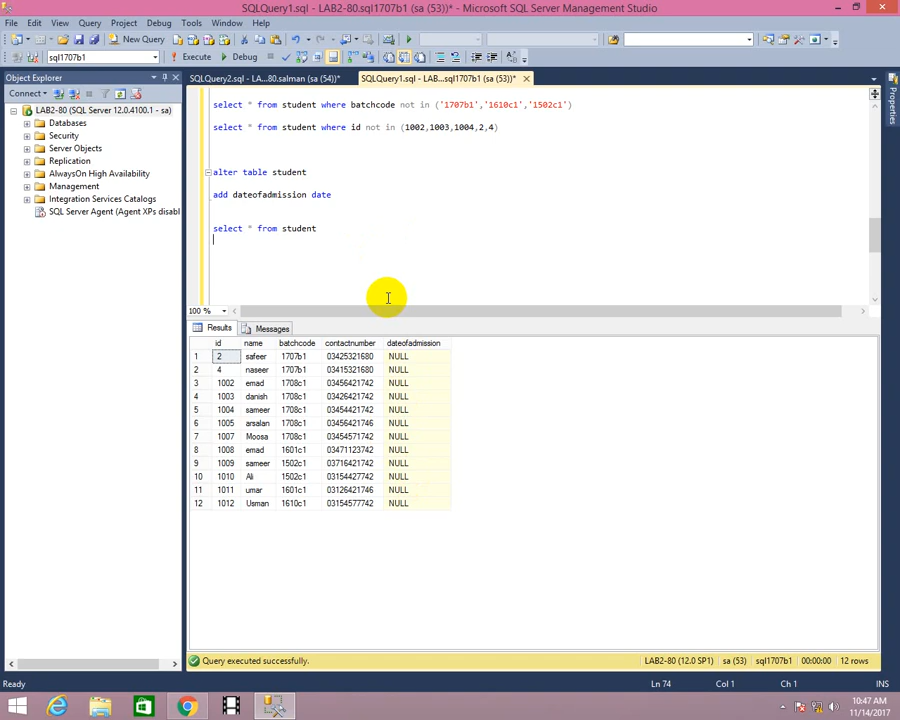 SQLQuery1.sql - LAB2-80.sql1707b1 (sa (53))* - Microsoft SQL Server Management Studio
File Edit View Query Project Debug Tools Window Help
New Query
sql1707b1 Execute Debug
Object Explorer
Connect
LAB2-80 (SQL Server 12.0.4100.1 - sa)
Databases
Security
Server Objects
Replication
AlwaysOn High Availability
Management
Integration Services Catalogs
SQL Server Agent (Agent XPs disabl
SQLQuery2.sql - LA...80.salman (sa (54))* SQLQuery1.sql - LAB...sql1707b1 (sa (53))*
Properties
select * from student where batchcode not in ('1707b1','1610c1','1502c1')
select * from student where id not in (1002,1003,1004,2,4)
alter table student
add dateofadmission date
select * from student
100 %
Results Messages
id name batchcode contactnumber dateofadmission
1 2 safeer 1707b1 03425321680 NULL
2 4 naseer 1707b1 03415321680 NULL
3 1002 emad 1708c1 03456421742 NULL
4 1003 danish 1708c1 03426421742 NULL
5 1004 sameer 1708c1 03454421742 NULL
6 1005 arsalan 1708c1 03456421746 NULL
7 1007 Moosa 1708c1 03454571742 NULL
8 1008 emad 1601c1 03471123742 NULL
9 1009 sameer 1502c1 03716421742 NULL
10 1010 Ali 1502c1 03154427742 NULL
11 1011 umar 1601c1 03126421746 NULL
12 1012 Usman 1610c1 03154577742 NULL
Query executed successfully. LAB2-80 (12.0 SP1) sa (53) sql1707b1 00:00:00 12 rows
Ready Ln 74 Col 1 Ch 1 INS
10:47 AM
11/14/2017